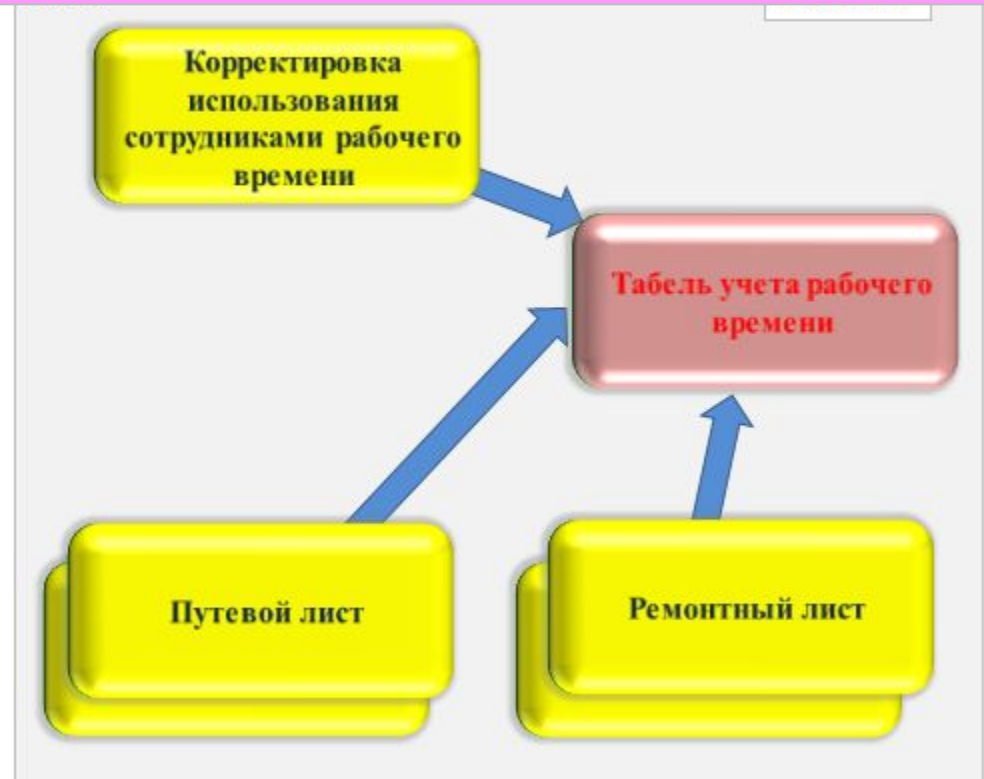 Корректировка
использования
сотрудниками рабочего
времени
Табель учета рабочего
времени
Путевой лист
Ремонтный лист